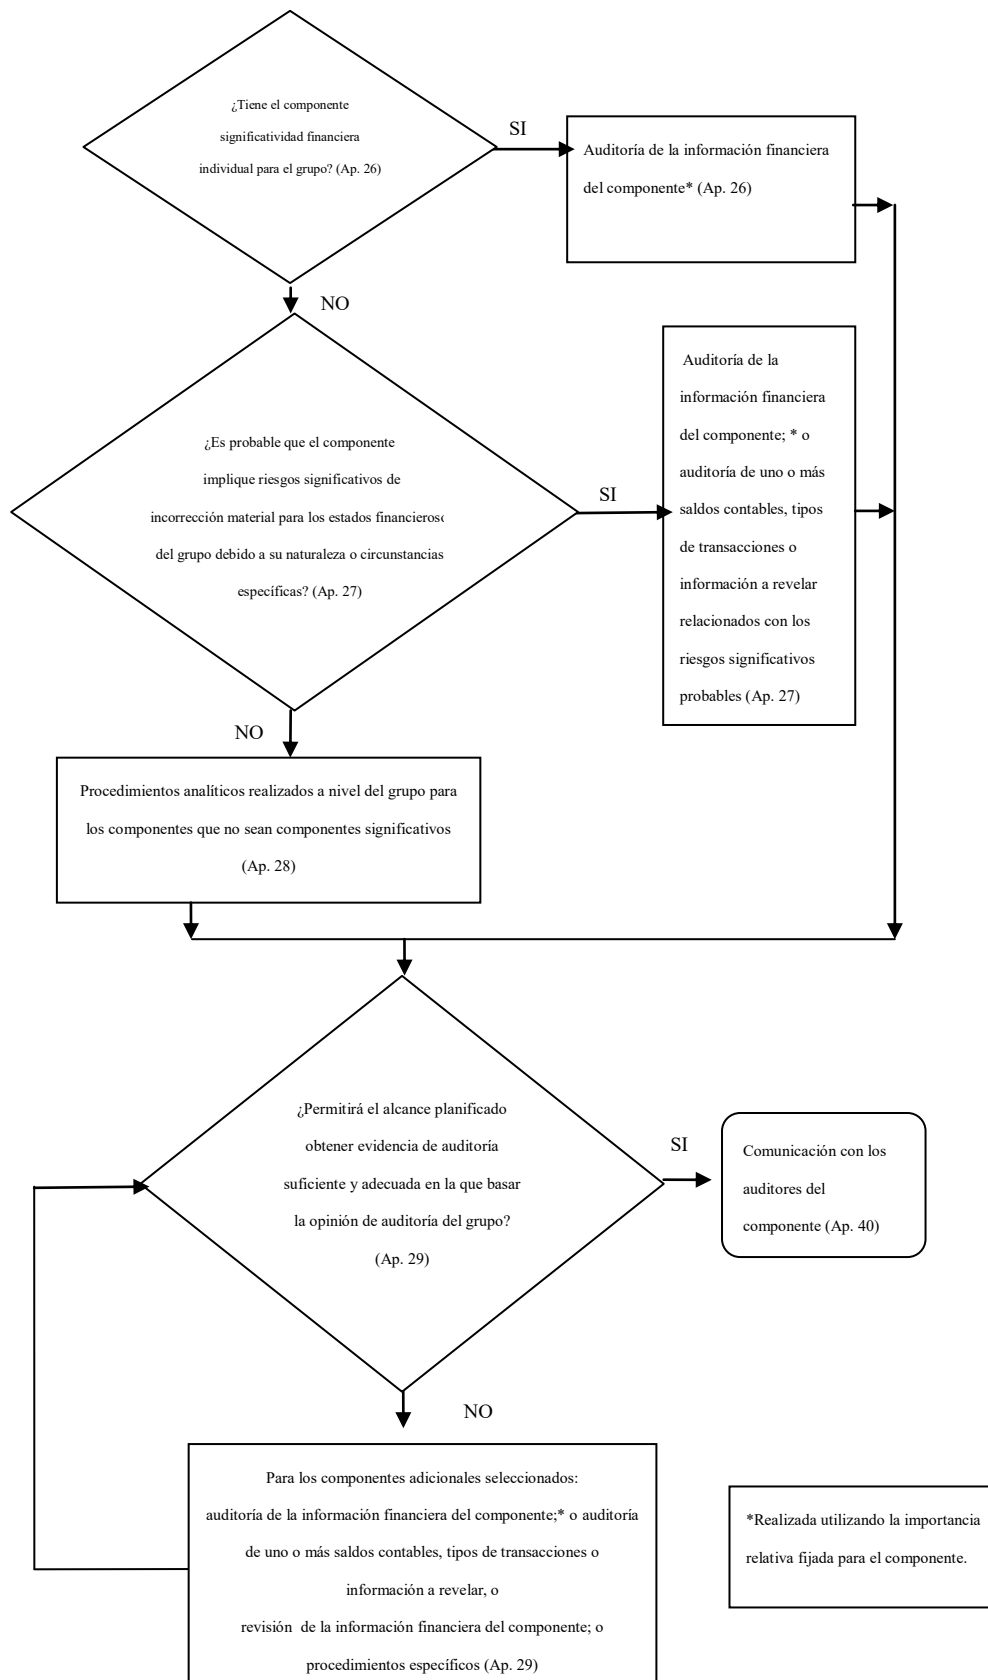 ¿Tiene el componente
significatividad financiera
individual para el grupo? (Ap. 26)
SI
Auditoría de la información financiera
del componente* (Ap. 26)
NO
¿Es probable que el componente
implique riesgos significativos de
incorrección material para los estados financieros
del grupo debido a su naturaleza o circunstancias
específicas? (Ap. 27)
SI
Auditoría de la
información financiera
del componente; * o
auditoría de uno o más
saldos contables, tipos
de transacciones o
información a revelar
relacionados con los
riesgos significativos
probables (Ap. 27)
NO
Procedimientos analíticos realizados a nivel del grupo para
los componentes que no sean componentes significativos
(Ap. 28)
¿Permitirá el alcance planificado
obtener evidencia de auditoría
suficiente y adecuada en la que basar
la opinión de auditoría del grupo?
(Ap. 29)
SI
Comunicación con los
auditores del
componente (Ap. 40)
NO
Para los componentes adicionales seleccionados:
auditoría de la información financiera del componente;* o auditoría
de uno o más saldos contables, tipos de transacciones o
información a revelar, o
revisión de la información financiera del componente; o
procedimientos específicos (Ap. 29)
*Realizada utilizando la importancia
relativa fijada para el componente.